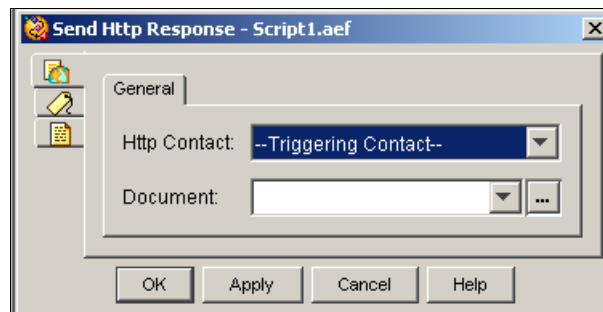 Send Http Response - Script1.aef
General
Http Contact: --Triggering Contact--
Document: ...
OK Apply Cancel Help